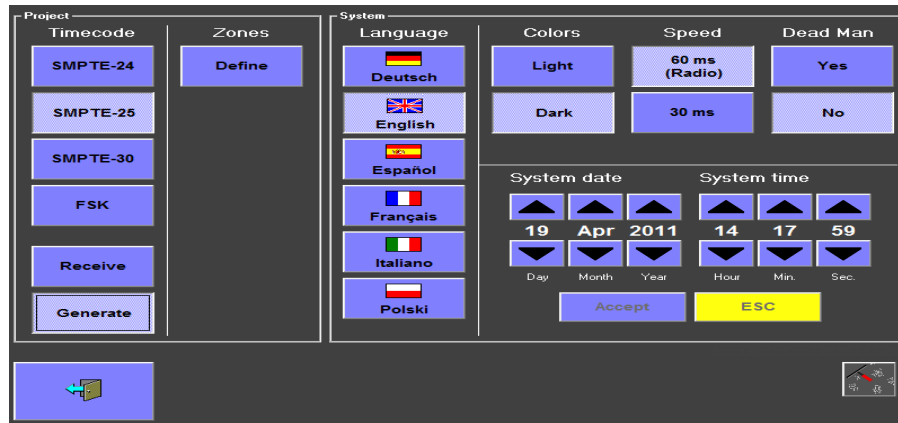 Project
Timecode
Zones
SMPTE-24
Define
SMPTE-25
SMPTE-30
FSK
Receive
Generate
System
Language
Deutsch
English
Español
Français
Italiano
Polski
Colors
Speed
Dead Man
Light
60 ms
(Radio)
Yes
Dark
30 ms
No
System date
System time
19 Apr 2011 14 17 59
Day Month Year Hour Min. Sec.
Accept
ESC